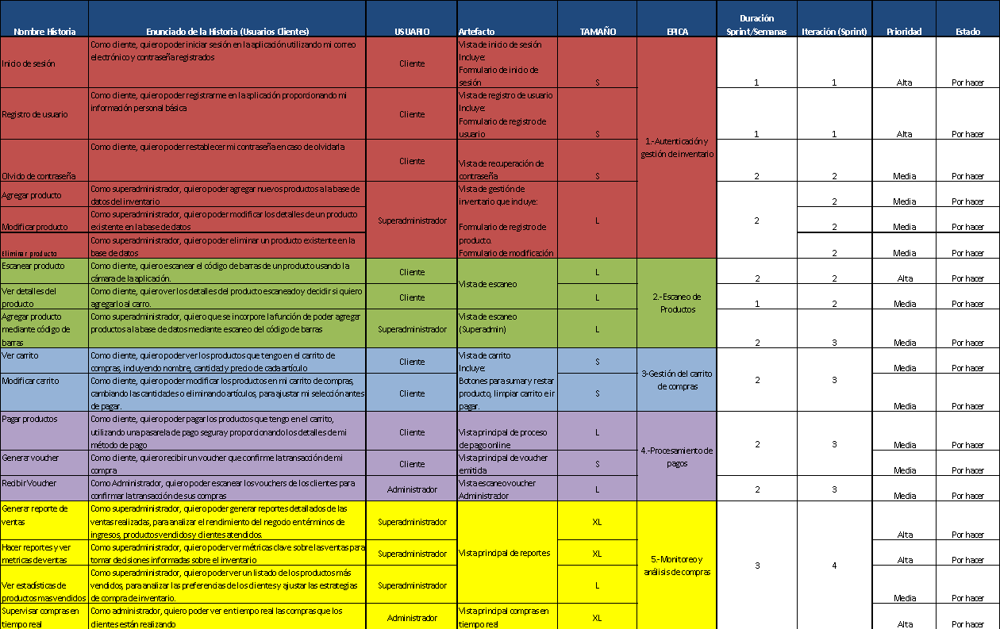 Nombre Historia
Enunciado de la Historia (Usuarios Clientes)
USUARIO
Artefacto
TAMAÑO
EPICA
Duración
Sprint/Semanas
Iteración (Sprint)
Prioridad
Estado
Inicio de sesión
Como cliente, quiero poder iniciar sesión en la aplicación utilizando mi correo
electrónico y contraseña registrados
Cliente
Vista de inicio de sesión
Incluye:
Formulario de inicio de
sesión
S
1.-Autenticación y
gestión de inventario
1
1
Alta
Por hacer
Registro de usuario
Como cliente, quiero poder registrarme en la aplicación proporcionando mi
información personal básica
Cliente
Vista de registro de usuario
Incluye:
Formulario de registro de
usuario
S
1
1
Alta
Por hacer
Olvido de contraseña
Como cliente, quiero poder restablecer mi contraseña en caso de olvidarla
Cliente
Vista de recuperación de
contraseña
S
2
2
Media
Por hacer
Agregar producto
Como superadministrador, quiero poder agregar nuevos productos a la base de
datos del inventario
Superadministrador
Vista de gestión de
inventario que incluye:
Formulario de registro de
producto.
Formulario de modificación
L
2
2
Media
Por hacer
Modificar producto
Como superadministrador, quiero poder modificar los detalles de un producto
existente en la base de datos
2
Media
Por hacer
Eliminar producto
Como superadministrador, quiero poder eliminar un producto existente en la
base de datos
2
Media
Por hacer
Escanear producto
Como cliente, quiero escanear el código de barras de un producto usando la
cámara de la aplicación.
Cliente
Vista de escaneo
L
2.-Escaneo de
Productos
2
2
Alta
Por hacer
Ver detalles del
producto
Como cliente, quiero ver los detalles del producto escaneado y decidir si quiero
agregarlo al carro.
Cliente
L
1
2
Media
Por hacer
Agregar producto
mediante código de
barras
Como superadministrador, quiero que se incorpore la función de poder agregar
productos a la base de datos mediante escaneo del código de barras
Superadministrador
Vista de escaneo
(Superadmin)
L
2
3
Media
Por hacer
Ver carrito
Como cliente, quiero poder ver los productos que tengo en el carrito de
compras, incluyendo nombre, cantidad y precio de cada artículo
Cliente
Vista de carrito
Incluye:
Botones para sumar y restar
producto, limpiar carrito e ir
pagar.
S
3-Gestión del carrito
de compras
2
3
Media
Por hacer
Modificar carrito
Como cliente, quiero poder modificar los productos en mi carrito de compras,
cambiando las cantidades o eliminando artículos, para ajustar mi selección antes
de pagar.
Cliente
S
Media
Por hacer
Pagar productos
Como cliente, quiero poder pagar los productos que tengo en el carrito,
utilizando una pasarela de pago segura y proporcionando los detalles de mi
método de pago
Cliente
Vista principal de proceso
de pago online
L
4.-Procesamiento de
pagos
2
3
Media
Por hacer
Generar voucher
Como cliente, quiero recibir un voucher que confirme la transacción de mi
compra
Cliente
Vista principal de voucher
emitida
S
Media
Por hacer
Recibir Voucher
Como Administrador, quiero poder escanear los vouchers de los clientes para
confirmar la transacción de sus compras
Administrador
Vista escaneo voucher
Administrador
L
2
3
Media
Por hacer
Generar reporte de
ventas
Como superadministrador, quiero poder generar reportes detallados de las
ventas realizadas, para analizar el rendimiento del negocio en términos de
ingresos, productos vendidos y clientes atendidos.
Superadministrador
Vista principal de reportes
XL
5.-Monitoreo y
análisis de compras
3
4
Alta
Por hacer
Hacer reportes y ver
metricas de ventas
Como superadministrador, quiero poder ver métricas clave sobre las ventas para
tomar decisiones informadas sobre el inventario
Superadministrador
XL
Alta
Por hacer
Ver estadísticas de
productos mas vendidos
Como superadministrador, quiero poder ver un listado de los productos más
vendidos, para analizar las preferencias de los clientes y ajustar las estrategias
de compra de inventario.
Superadministrador
L
Media
Por hacer
Supervisar compras en
tiempo real
Como administrador, quiero poder ver en tiempo real las compras que los
clientes están realizando
Administrador
Vista principal compras en
tiempo real
XL
Alta
Por hacer